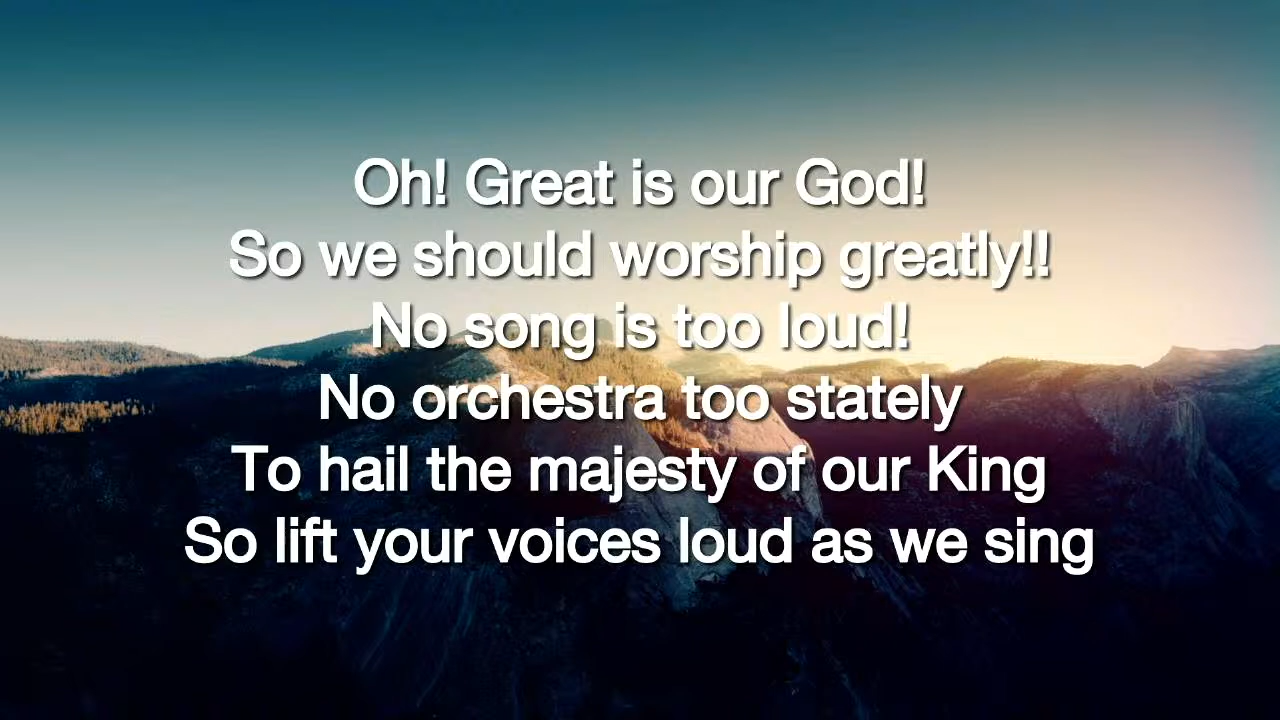 Oh! Great is our God!
So we should worship greatly!!
No song is too loud!
No orchestra too stately
To hail the majesty of our King
So lift your voices loud as we sing